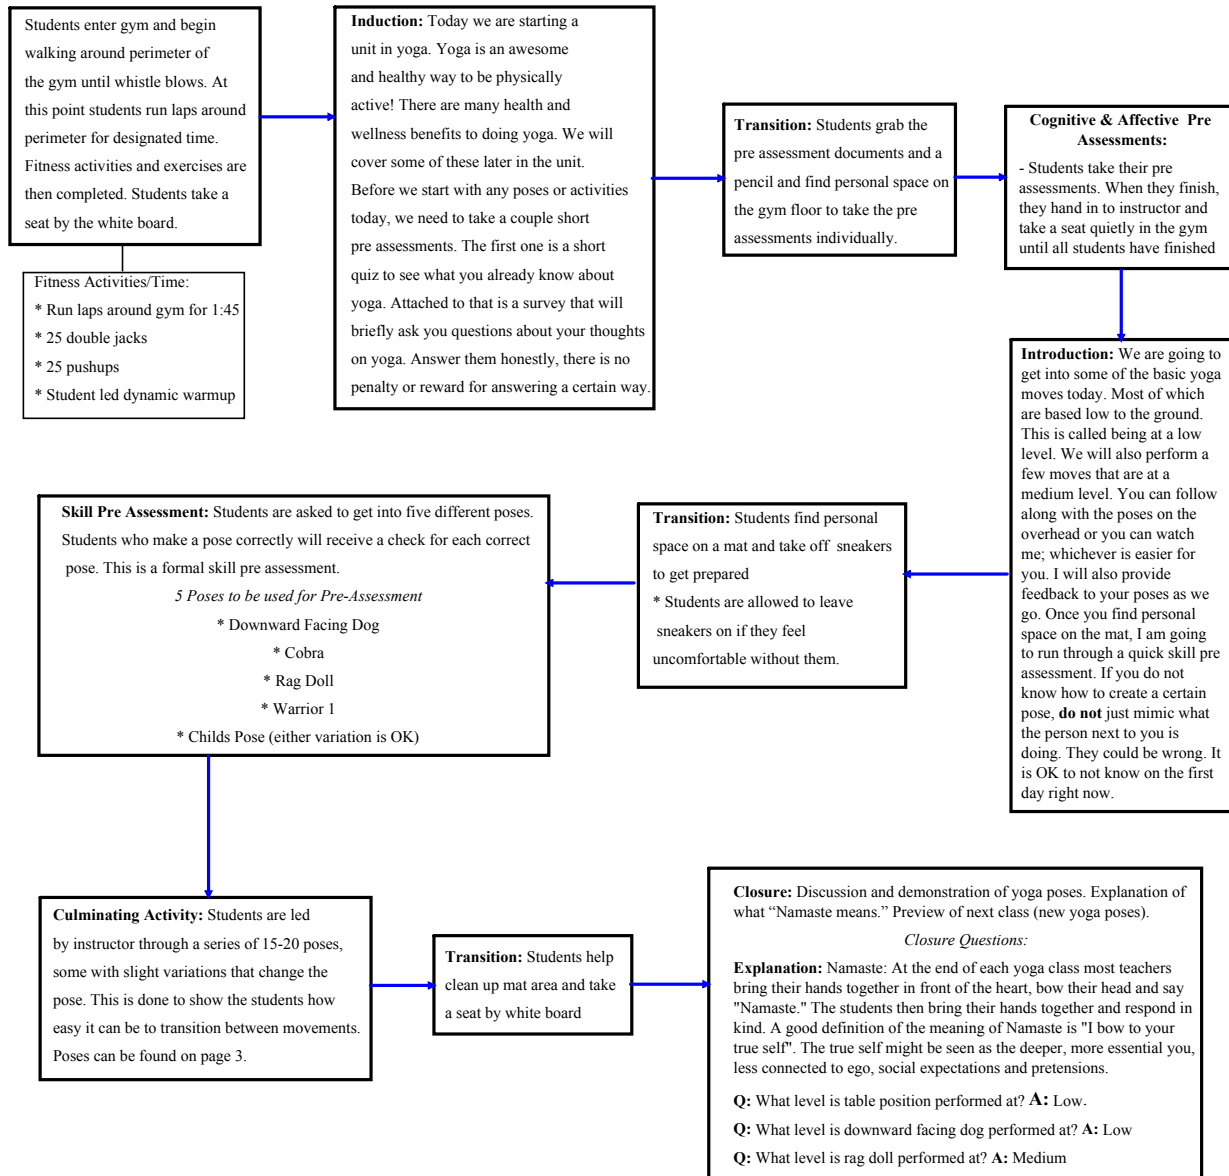 Students enter gym and begin
walking around perimeter of
the gym until whistle blows. At
this point students run laps around
perimeter for designated time.
Fitness activities and exercises are
then completed. Students take a
seat by the white board.
Fitness Activities/Time:
* Run laps around gym for 1:45
* 25 double jacks
* 25 pushups
* Student led dynamic warmup
Induction: Today we are starting a
unit in yoga. Yoga is an awesome
and healthy way to be physically
active! There are many health and
wellness benefits to doing yoga. We will
cover some of these later in the unit.
Before we start with any poses or activities
today, we need to take a couple short
pre assessments. The first one is a short
quiz to see what you already know about
yoga. Attached to that is a survey that will
briefly ask you questions about your thoughts
on yoga. Answer them honestly, there is no
penalty or reward for answering a certain way.
Transition: Students grab the
pre assessment documents and a
pencil and find personal space on
the gym floor to take the pre
assessments individually.
Cognitive & Affective Pre
Assessments:
- Students take their pre
assessments. When they finish,
they hand in to instructor and
take a seat quietly in the gym
until all students have finished
Introduction: We are going to
get into some of the basic yoga
moves today. Most of which
are based low to the ground.
This is called being at a low
level. We will also perform a
few moves that are at a
medium level. You can follow
along with the poses on the
overhead or you can watch
me; whichever is easier for
you. I will also provide
feedback to your poses as we
go. Once you find personal
space on the mat, I am going
to run through a quick skill pre
assessment. If you do not
know how to create a certain
pose, do not just mimic what
the person next to you is
doing. They could be wrong. It
is OK to not know on the first
day right now.
Transition: Students find personal
space on a mat and take off sneakers
to get prepared
* Students are allowed to leave
sneakers on if they feel
uncomfortable without them.
Skill Pre Assessment: Students are asked to get into five different poses.
Students who make a pose correctly will receive a check for each correct
pose. This is a formal skill pre assessment.
5 Poses to be used for Pre-Assessment
* Downward Facing Dog
* Cobra
* Rag Doll
* Warrior 1
* Childs Pose (either variation is OK)
Culminating Activity: Students are led
by instructor through a series of 15-20 poses,
some with slight variations that change the
pose. This is done to show the students how
easy it can be to transition between movements.
Poses can be found on page 3.
Transition: Students help
clean up mat area and take
a seat by white board
Closure: Discussion and demonstration of yoga poses. Explanation of
what “Namaste means.” Preview of next class (new yoga poses).
Closure Questions:
Explanation: Namaste: At the end of each yoga class most teachers
bring their hands together in front of the heart, bow their head and say
"Namaste." The students then bring their hands together and respond in
kind. A good definition of the meaning of Namaste is "I bow to your
true self". The true self might be seen as the deeper, more essential you,
less connected to ego, social expectations and pretensions.
Q: What level is table position performed at? A: Low.
Q: What level is downward facing dog performed at? A: Low
Q: What level is rag doll performed at? A: Medium